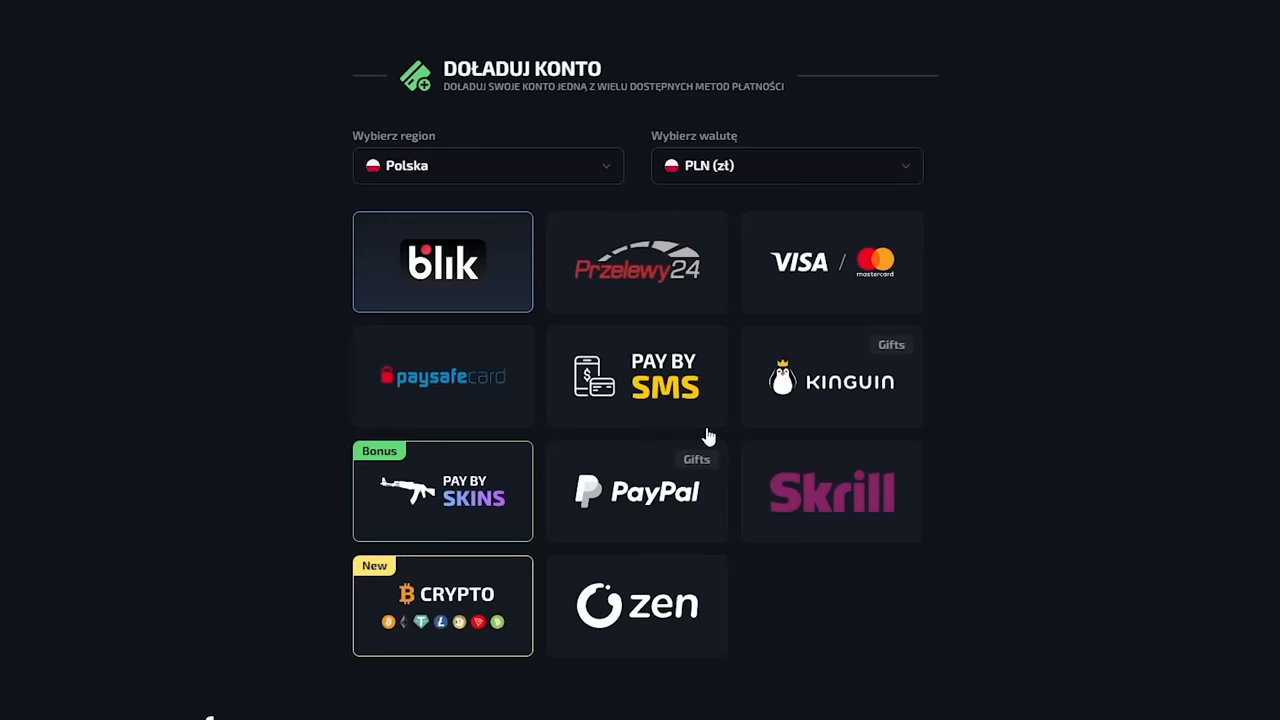 DOŁADUJ KONTO
DOŁADUJ SWOJE KONTO JEDNĄ Z WIELU DOSTĘPNYCH METOD PŁATNOŚCI
Wybierz region
Wybierz walutę
Polska
PLN (zł)
blik
Przelewy24
VISA / mastercard
paysafecard
PAY BY
SMS
Gifts
KINGUIN
Bonus
PAY BY
SKINS
Gifts
PayPal
Skrill
New
CRYPTO
zen